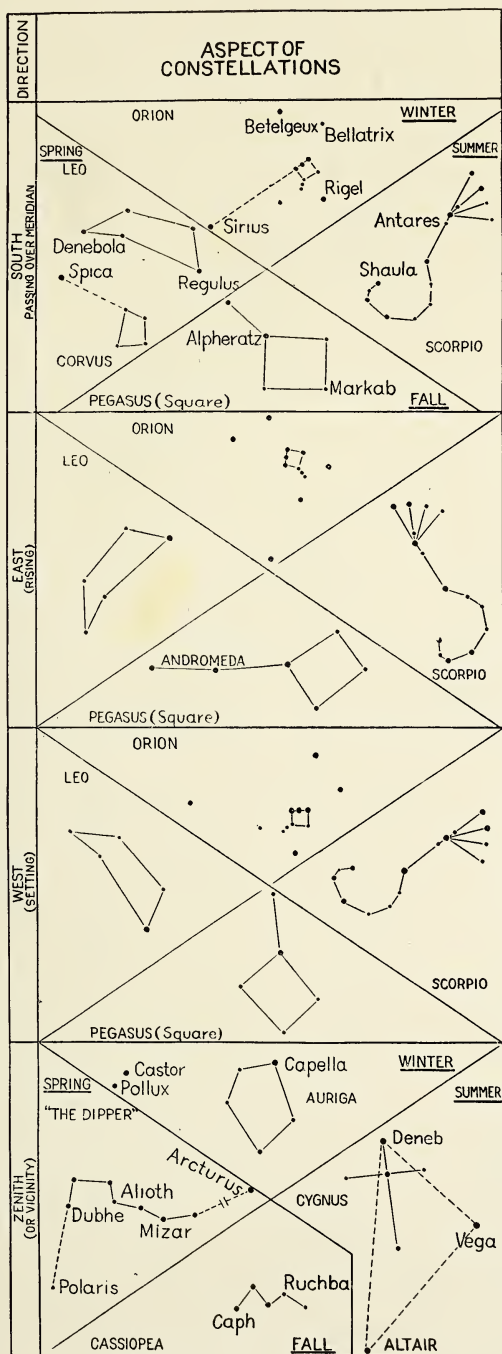 DIRECTION
ASPECT OF
CONSTELLATIONS
SOUTH
PASSING OVER MERIDIAN
ORION
WINTER
Betelgeux
Bellatrix
SPRING
LEO
SUMMER
Rigel
Sirius
Antares
Denebola
Spica
Regulus
Shaula
Alpheratz
CORVUS
SCORPIO
Markab
PEGASUS (Square)
FALL
EAST
(RISING)
ORION
LEO
ANDROMEDA
SCORPIO
PEGASUS (Square)
WEST
(SETTING)
ORION
LEO
SCORPIO
PEGASUS (Square)
ZENITH
(OR VICINITY)
Castor
Pollux
Capella
WINTER
SPRING
AURIGA
SUMMER
"THE DIPPER"
Deneb
Arcturus
Alioth
CYGNUS
Dubhe
Mizar
Vega
Polaris
Ruchba
Caph
CASSIOPEA
FALL
ALTAIR